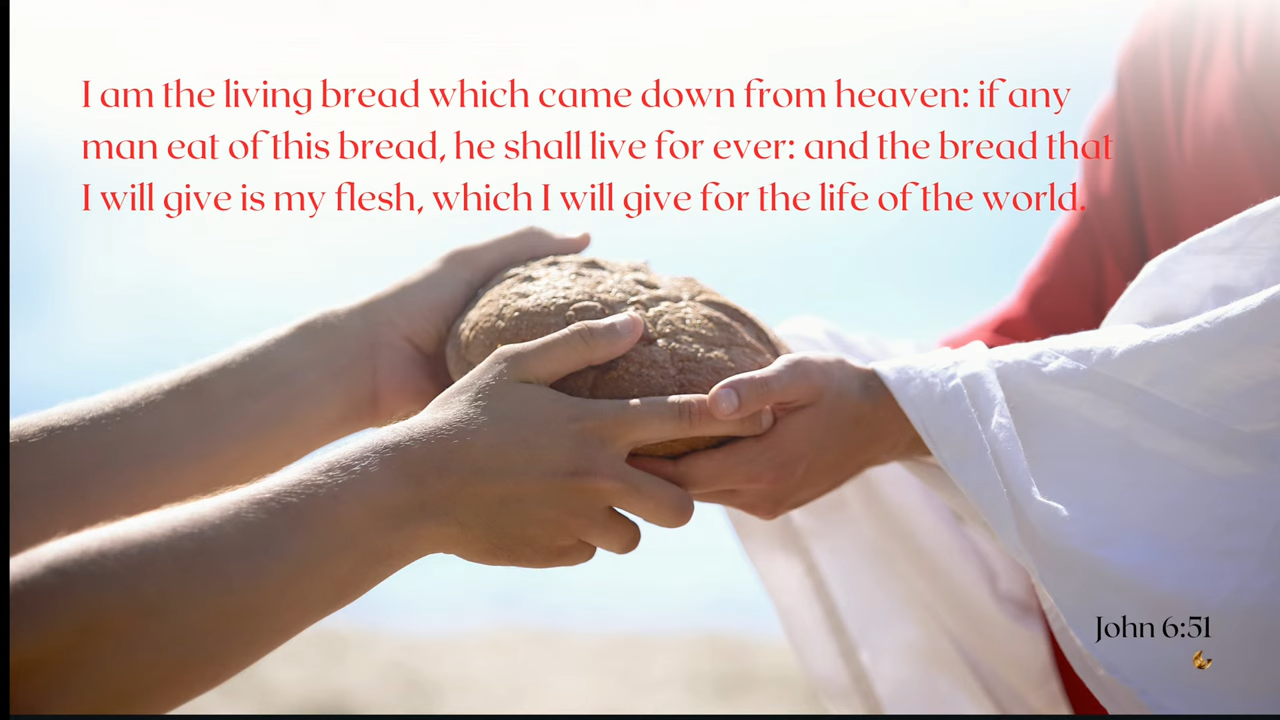 I am the living bread which came down from heaven: if any
man eat of this bread, he shall live for ever: and the bread that
I will give is my flesh, which I will give for the life of the world.
John 6:51